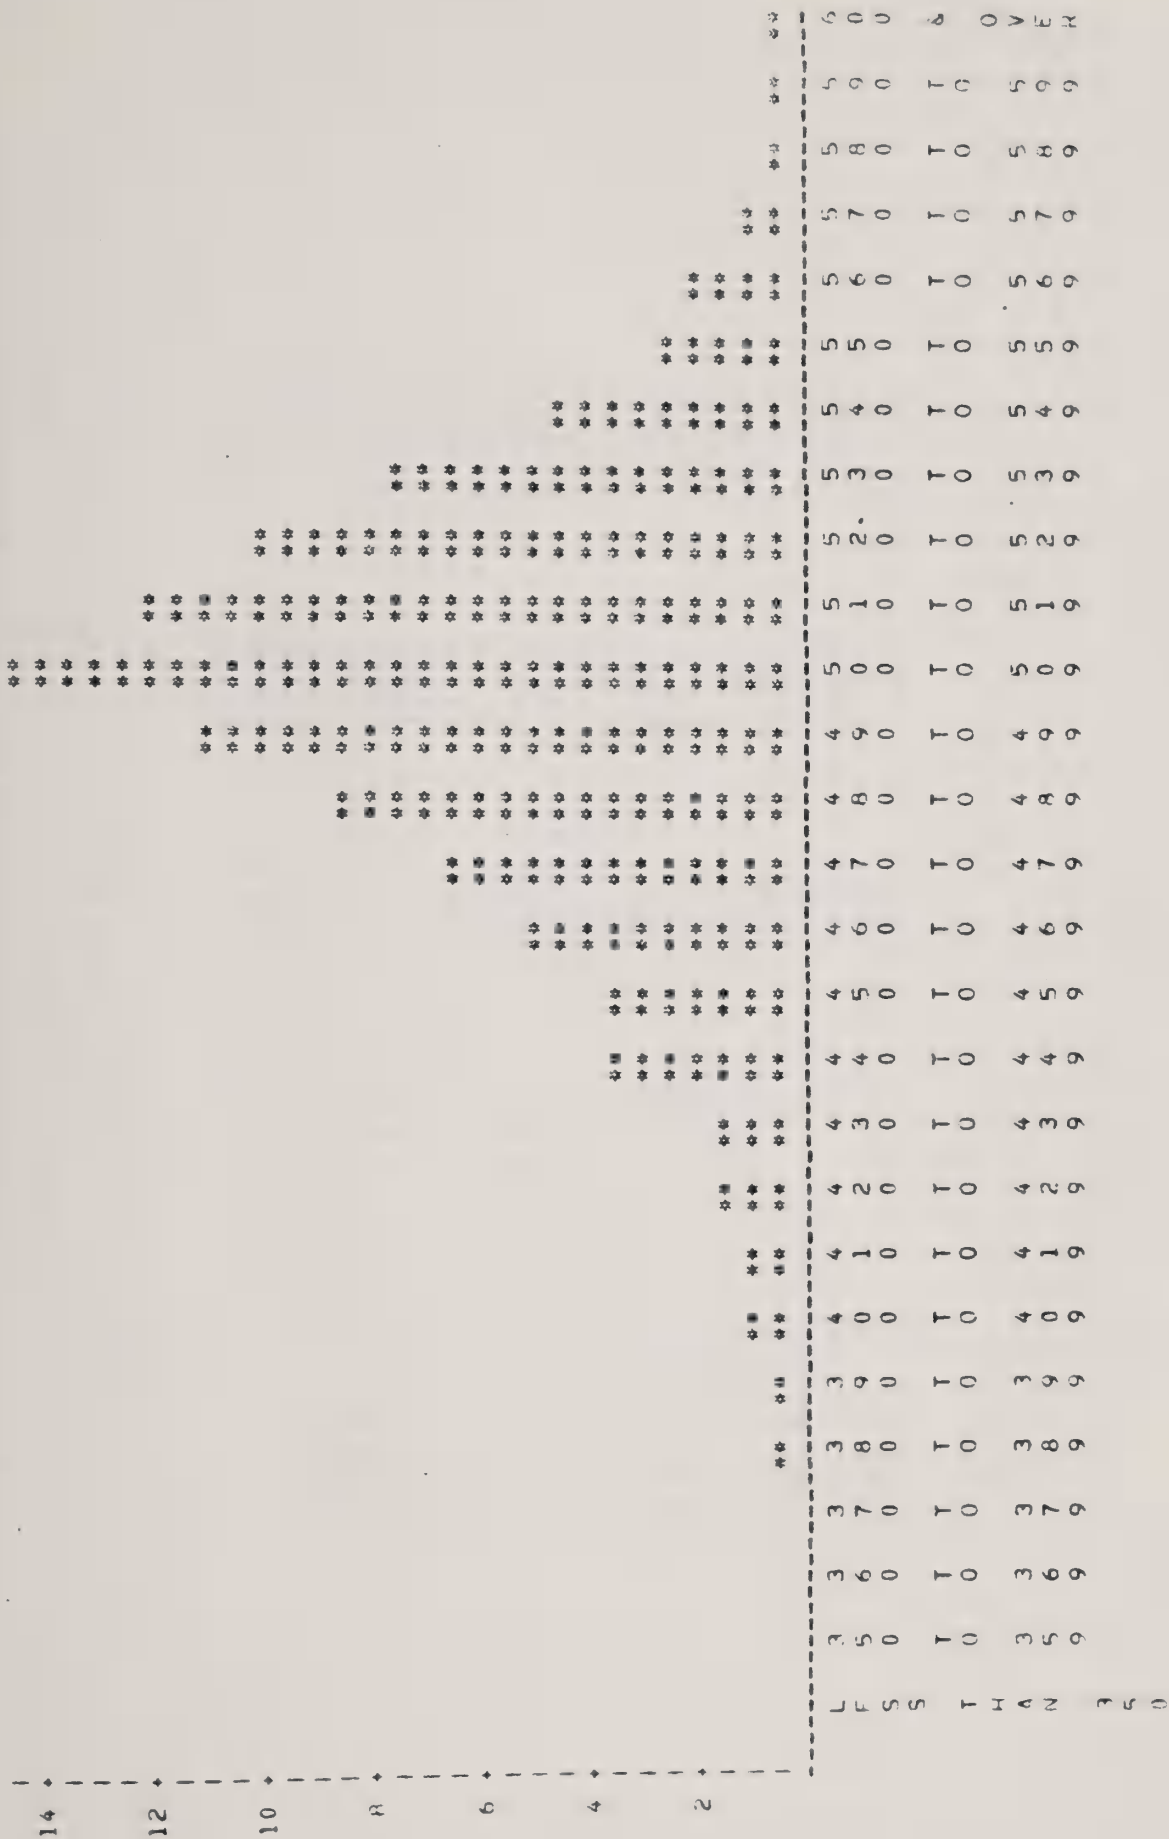 14
12
10
8
6
4
2
LESS THAN 350
350 TO 359
360 TO 369
370 TO 379
380 TO 389
390 TO 399
400 TO 409
410 TO 419
420 TO 429
430 TO 439
440 TO 449
450 TO 459
460 TO 469
470 TO 479
480 TO 489
490 TO 499
500 TO 509
510 TO 519
520 TO 529
530 TO 539
540 TO 549
550 TO 559
560 TO 569
570 TO 579
580 TO 589
590 TO 599
600 & OVER